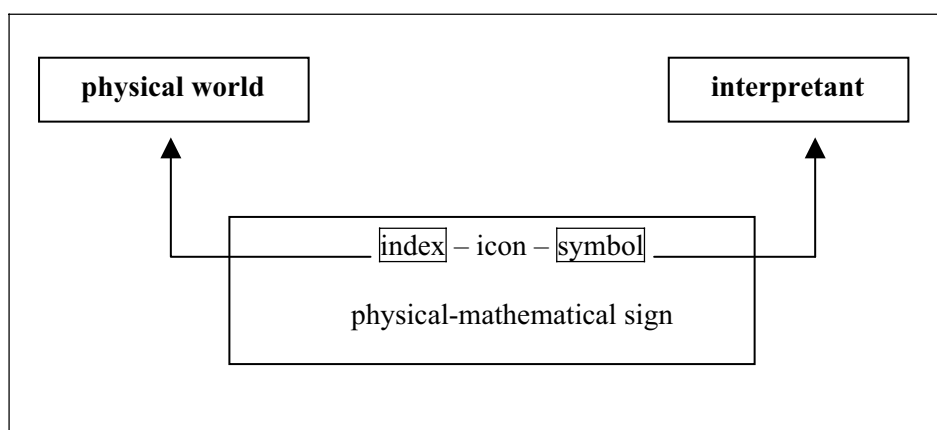 physical world
interpretant
index – icon – symbol
physical-mathematical sign